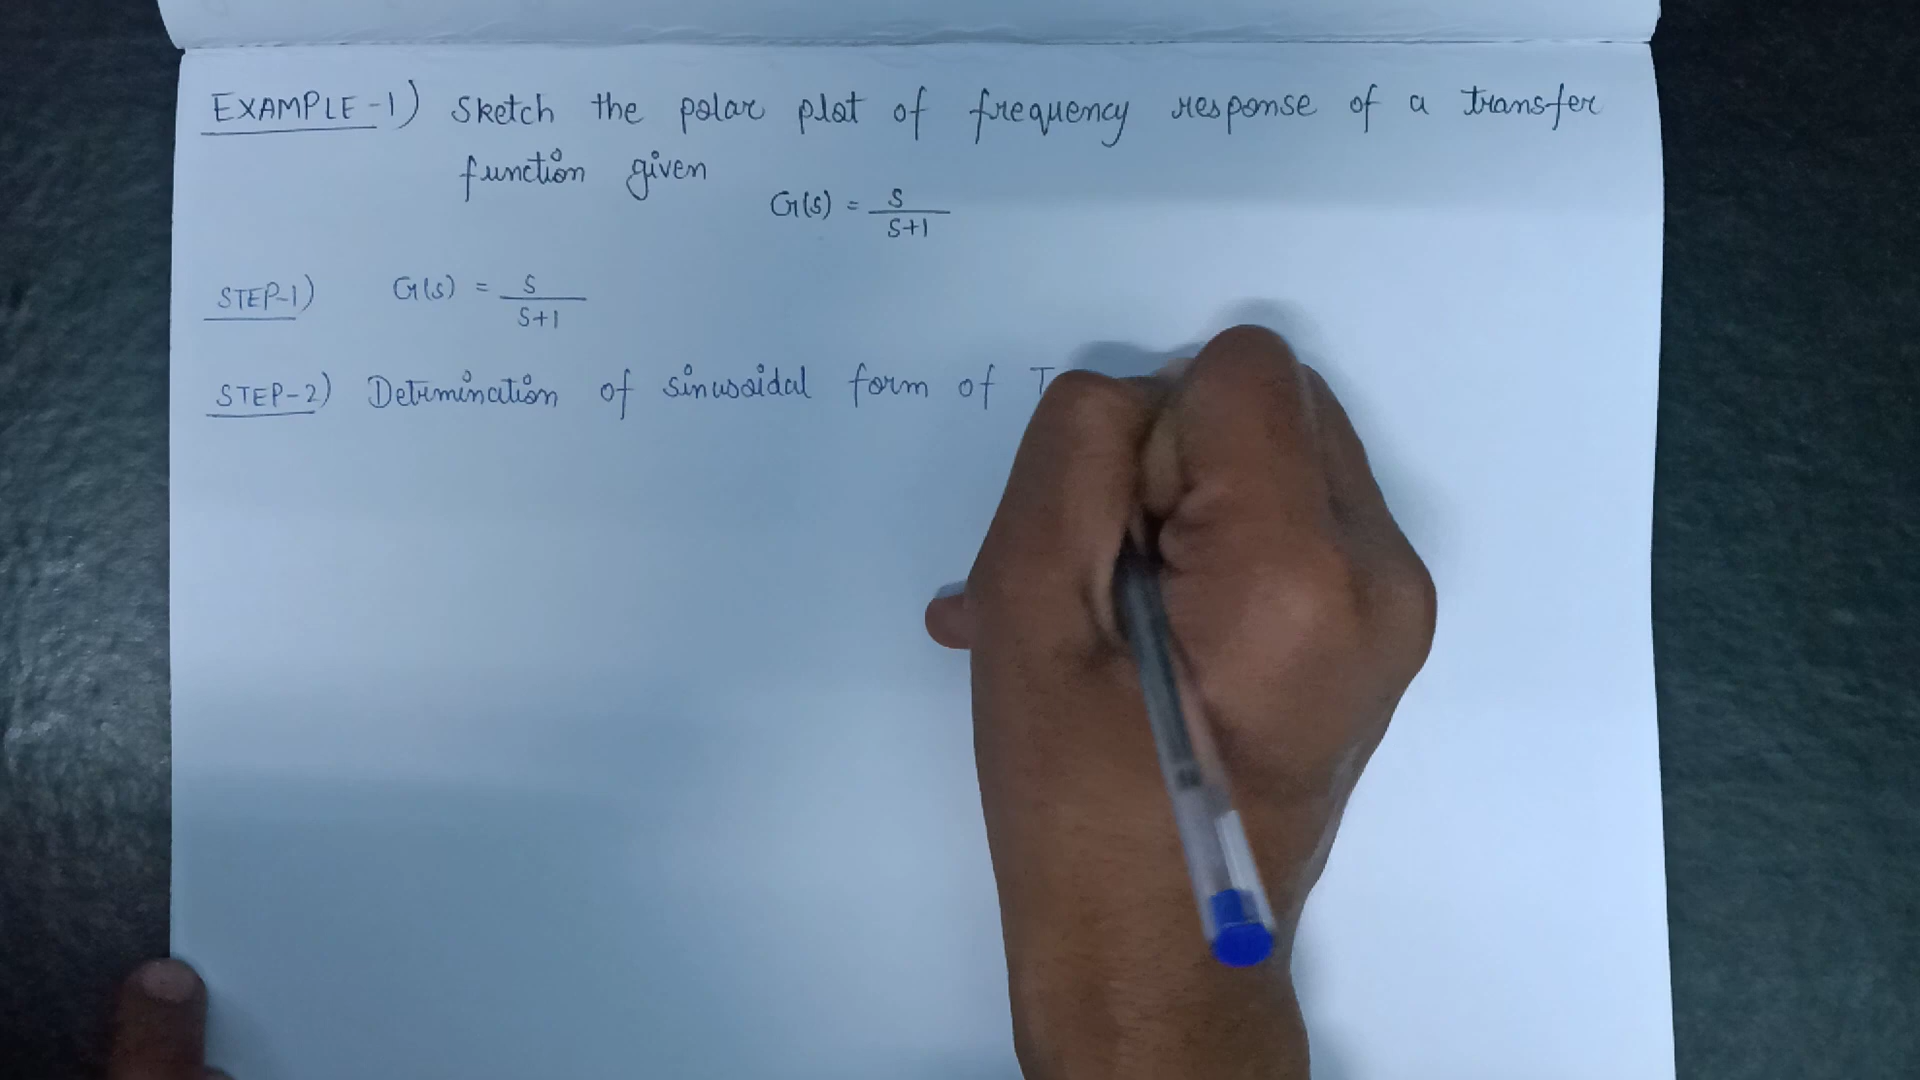 EXAMPLE-1) Sketch the polar plot of frequency response of a transfer
function given
G(s) = s/s+1
STEP-1) G(s) = s/s+1
STEP-2) Detrmination of sinusoidal form of T